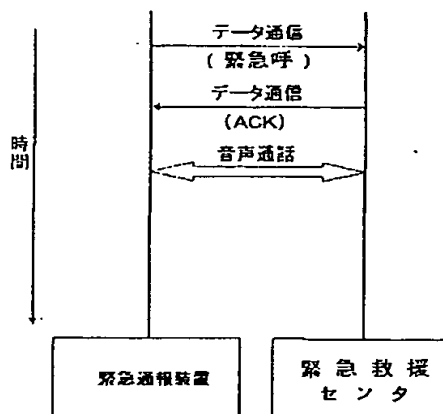 データ通信
(緊急呼)
データ通信
(ACK)
音声通話
時間
緊急通報装置
緊急救援
センタ